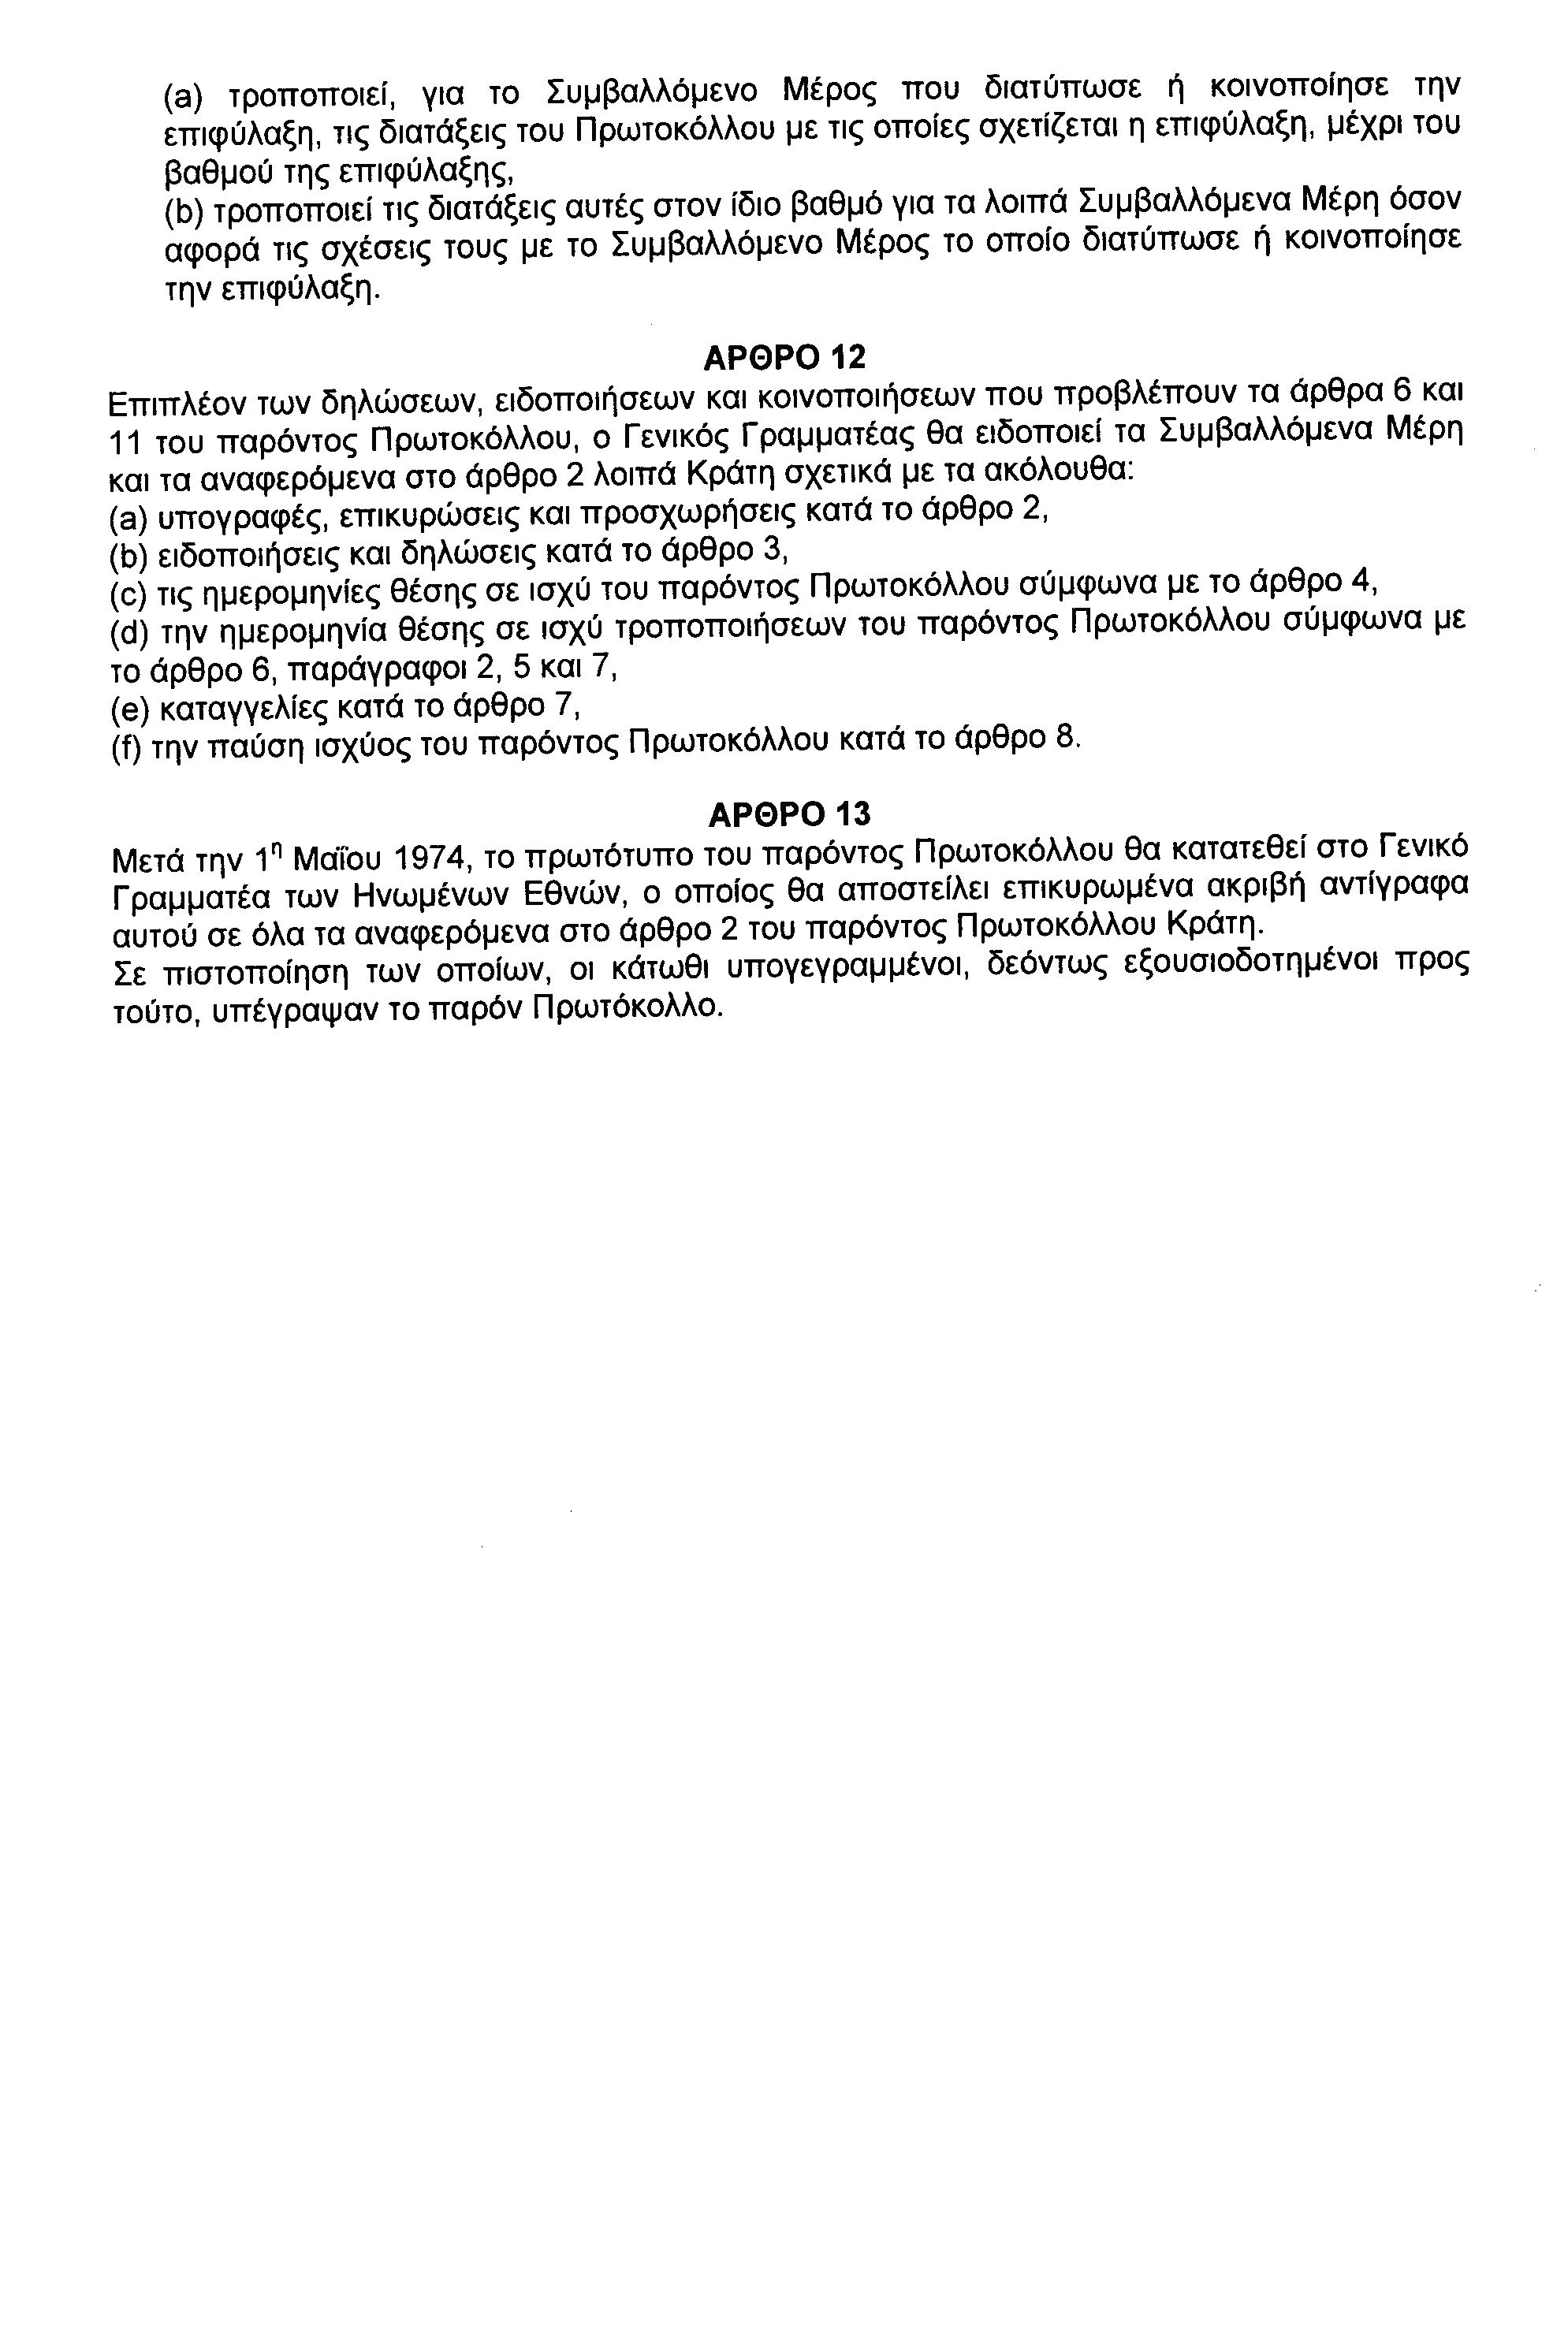 (a) τροποποιεί, για το Συμβαλλόμενο Μέρος που διατύπωσε ή κοινοποίησε την
επιφύλαξη, τις διατάξεις του Πρωτοκόλλου με τις οποίες σχετίζεται η επιφύλαξη, μέχρι του
βαθμού της επιφύλαξης,
(b) τροποποιεί τις διατάξεις αυτές στον ίδιο βαθμό για τα λοιπά Συμβαλλόμενα Μέρη όσον
αφορά τις σχέσεις τους με το Συμβαλλόμενο Μέρος το οποίο διατύπωσε ή κοινοποίησε
την επιφύλαξη.
ΑΡΘΡΟ 12
Επιπλέον των δηλώσεων, ειδοποιήσεων και κοινοποιήσεων που προβλέπουν τα άρθρα 6 και
11 του παρόντος Πρωτοκόλλου, ο Γενικός Γραμματέας θα ειδοποιεί τα Συμβαλλόμενα Μέρη
και τα αναφερόμενα στο άρθρο 2 λοιπά Κράτη σχετικά με τα ακόλουθα:
(a) υπογραφές, επικυρώσεις και προσχωρήσεις κατά το άρθρο 2,
(b) ειδοποιήσεις και δηλώσεις κατά το άρθρο 3,
(c) τις ημερομηνίες θέσης σε ισχύ του παρόντος Πρωτοκόλλου σύμφωνα με το άρθρο 4,
(d) την ημερομηνία θέσης σε ισχύ τροποποιήσεων του παρόντος Πρωτοκόλλου σύμφωνα με
το άρθρο 6, παράγραφοι 2, 5 και 7,
(e) καταγγελίες κατά το άρθρο 7,
(f) την παύση ισχύος του παρόντος Πρωτοκόλλου κατά το άρθρο 8.
ΑΡΘΡΟ 13
Μετά την 1η Μαΐου 1974, το πρωτότυπο του παρόντος Πρωτοκόλλου θα κατατεθεί στο Γενικό
Γραμματέα των Ηνωμένων Εθνών, ο οποίος θα αποστείλει επικυρωμένα ακριβή αντίγραφα
αυτού σε όλα τα αναφερόμενα στο άρθρο 2 του παρόντος Πρωτοκόλλου Κράτη.
Σε πιστοποίηση των οποίων, οι κάτωθι υπογεγραμμένοι, δεόντως εξουσιοδοτημένοι προς
τούτο, υπέγραψαν το παρόν Πρωτόκολλο.